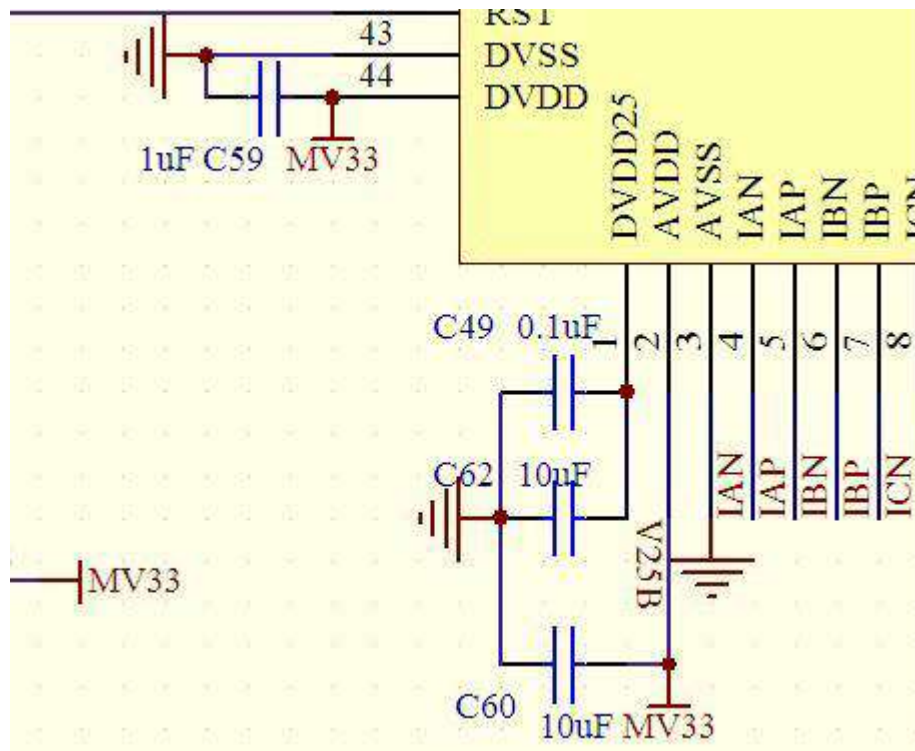 RST
43
DVSS
44
DVDD
1uF C59 MV33
DVDD25
AVDD
AVSS
IAN
IAP
IBN
IBP
ICN
C49 0.1uF
1
2
3
4
5
6
7
8
C62 10uF
IAN
IAP
IBN
IBP
ICN
V25B
MV33
C60 10uF MV33